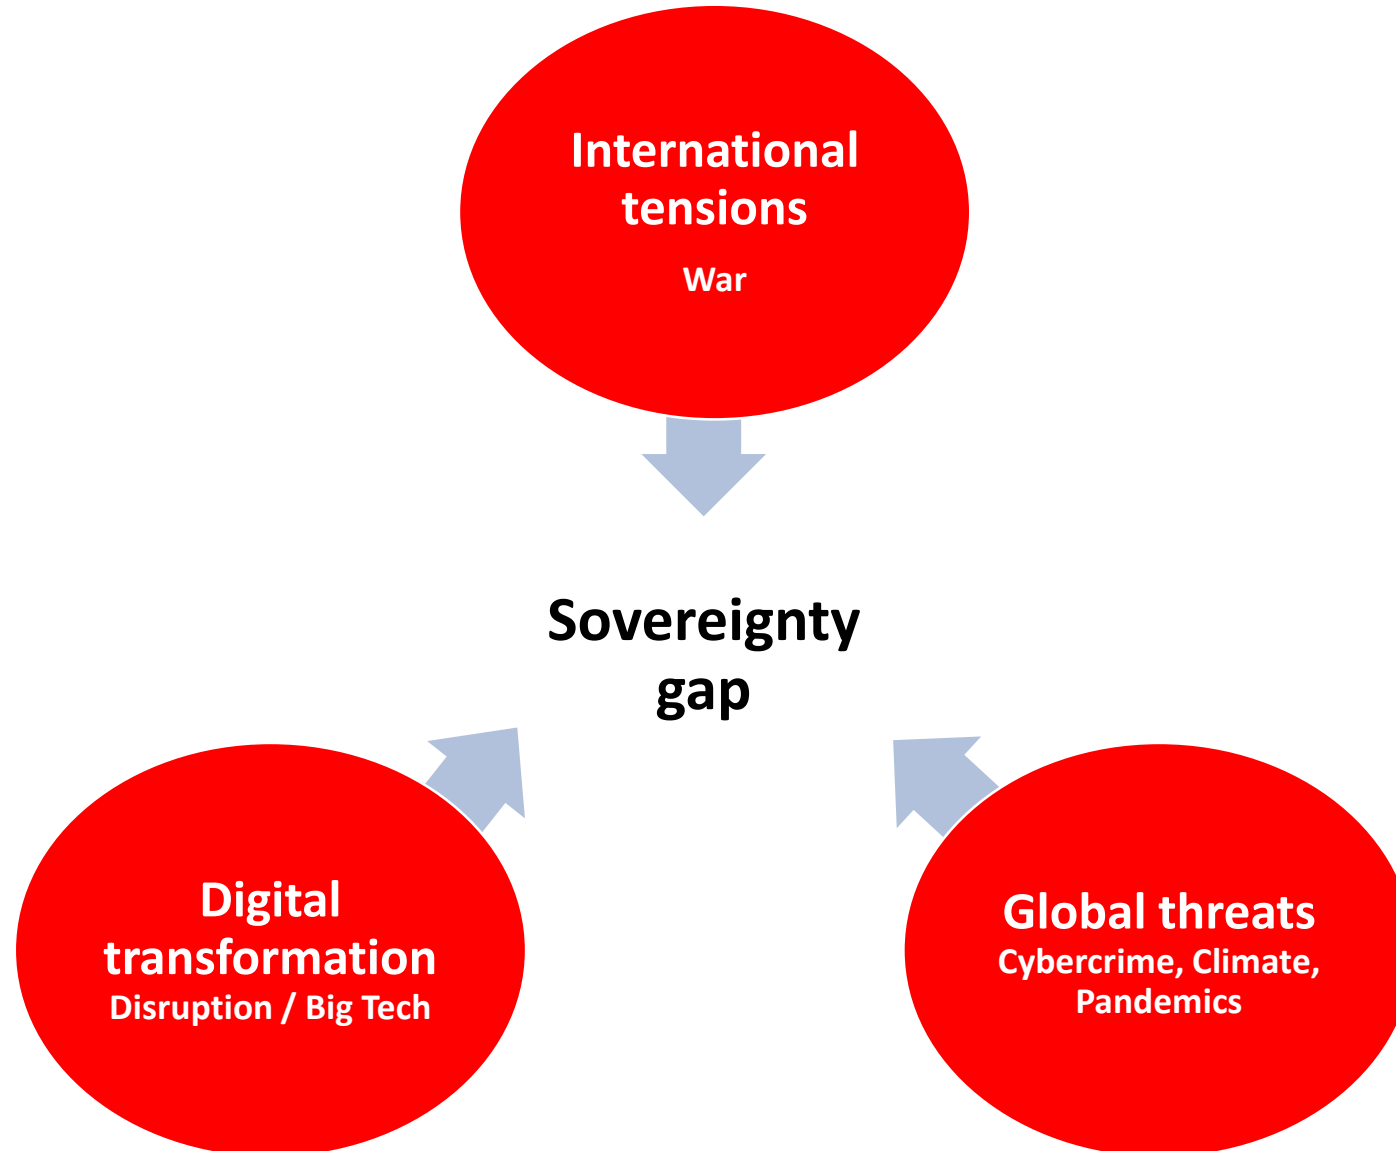 International
tensions
War
Sovereignty
gap
Digital
transformation
Disruption / Big Tech
Global threats
Cybercrime, Climate,
Pandemics